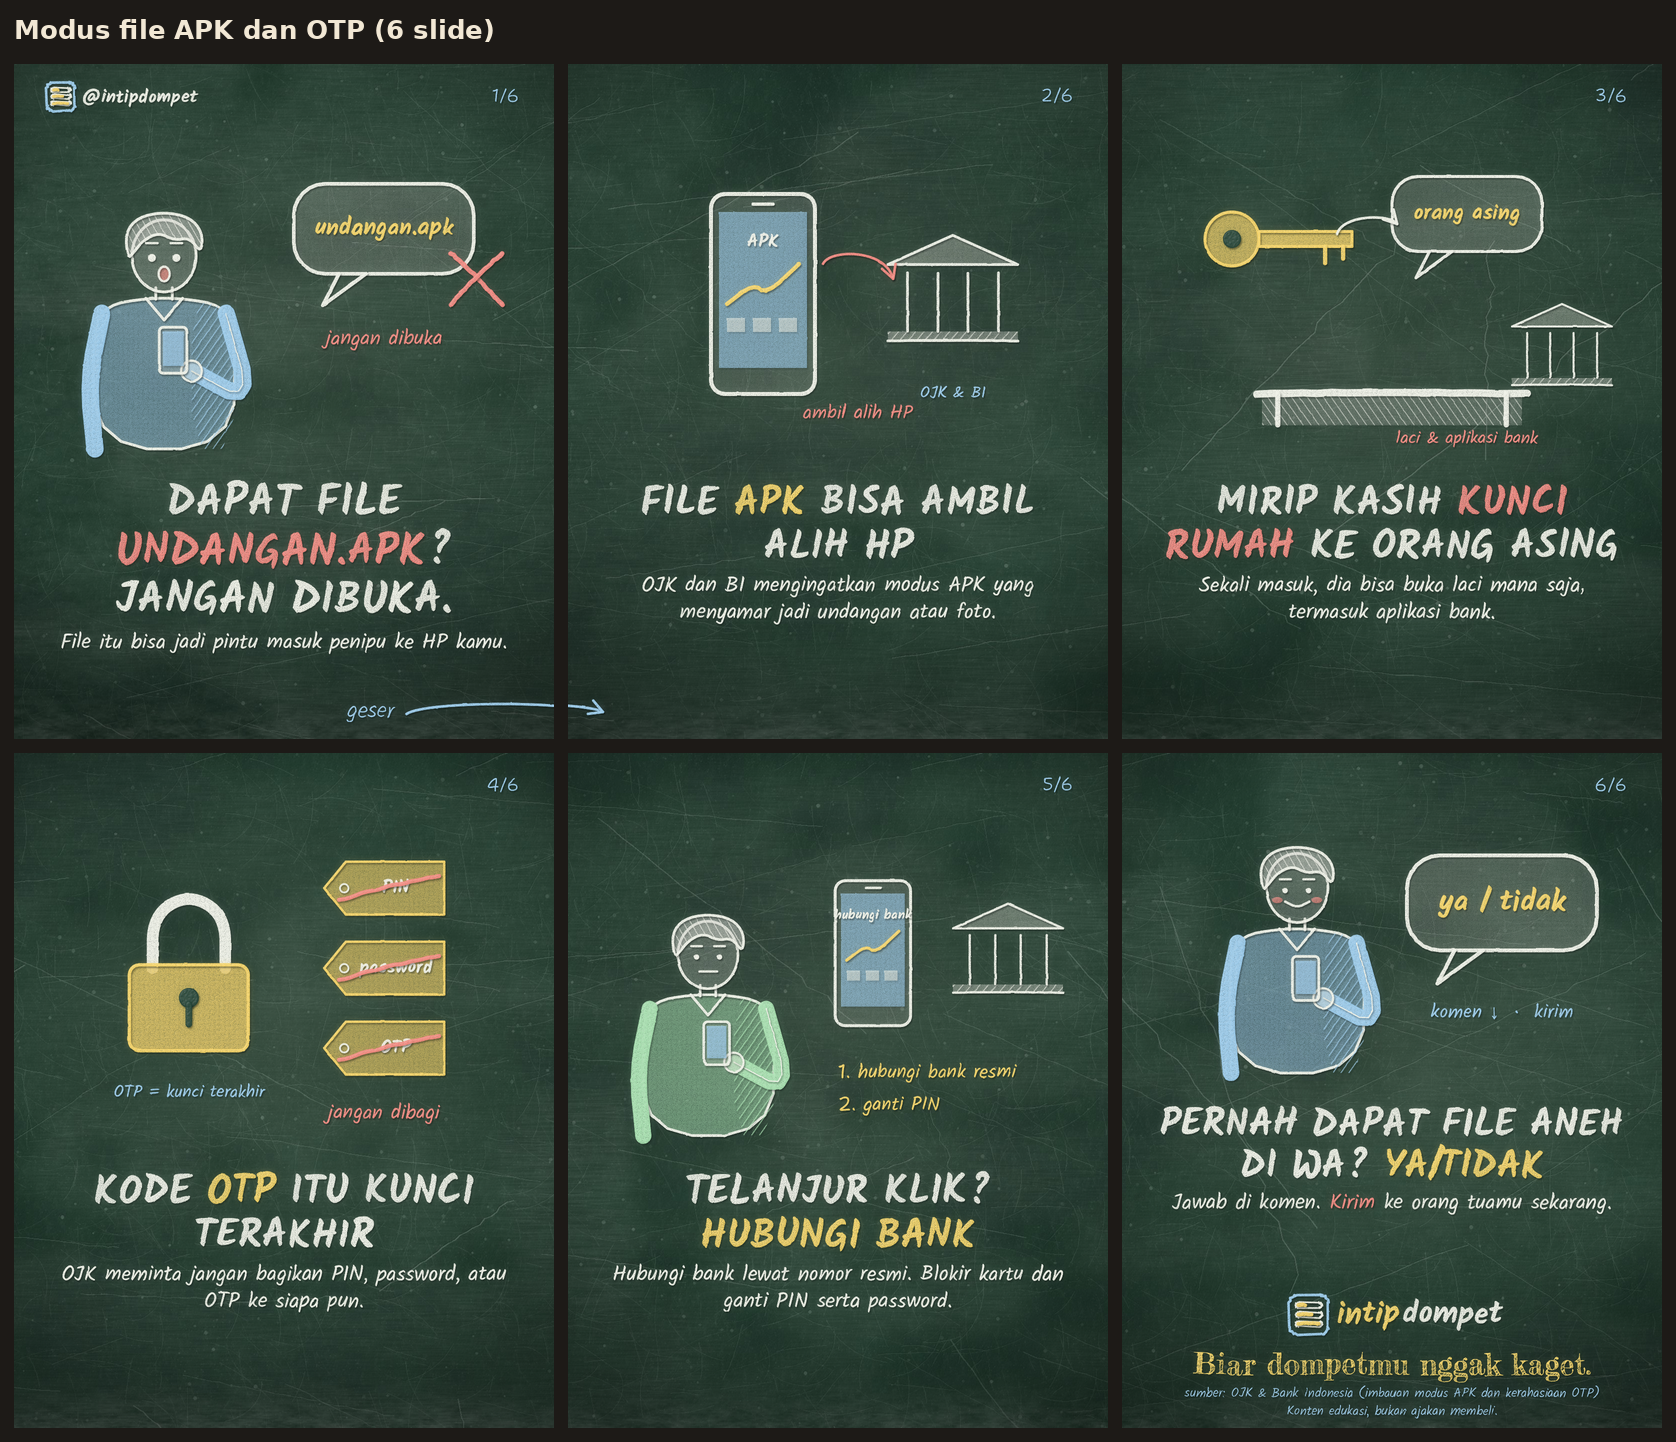 Modus file APK dan OTP (6 slide)
@intipdompet
1/6
undangan.apk
jangan dibuka
DAPAT FILE
UNDANGAN.APK?
JANGAN DIBUKA.
File itu bisa jadi pintu masuk penipu ke HP kamu.
geser
2/6
APK
OJK & BI
ambil alih HP
FILE APK BISA AMBIL
ALIH HP
OJK dan BI mengingatkan modus APK yang
menyamar jadi undangan atau foto.
3/6
orang asing
laci & aplikasi bank
MIRIP KASIH KUNCI
RUMAH KE ORANG ASING
Sekali masuk, dia bisa buka laci mana saja,
termasuk aplikasi bank.
4/6
PIN
password
OTP
OTP = kunci terakhir
jangan dibagi
KODE OTP ITU KUNCI
TERAKHIR
OJK meminta jangan bagikan PIN, password, atau
OTP ke siapa pun.
5/6
hubungi bank
1. hubungi bank resmi
2. ganti PIN
TELANJUR KLIK?
HUBUNGI BANK
Hubungi bank lewat nomor resmi. Blokir kartu dan
ganti PIN serta password.
6/6
ya / tidak
komen ↓ · kirim
PERNAH DAPAT FILE ANEH
DI WA? YA/TIDAK
Jawab di komen. Kirim ke orang tuamu sekarang.
intipdompet
Biar dompetmu nggak kaget.
sumber: OJK & Bank Indonesia (imbauan modus APK dan kerahasiaan OTP)
Konten edukasi, bukan ajakan membeli.